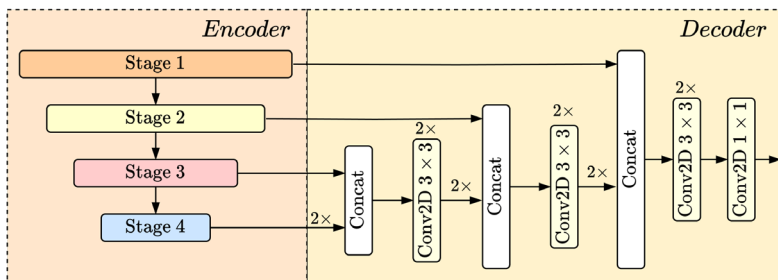 Encoder
Decoder
Stage 1
Stage 2
Stage 3
Stage 4
2×
Concat
2×
Conv2D 3 × 3
2×
Concat
2×
Conv2D 3 × 3
2×
Concat
2×
Conv2D 3 × 3
Conv2D 1 × 1